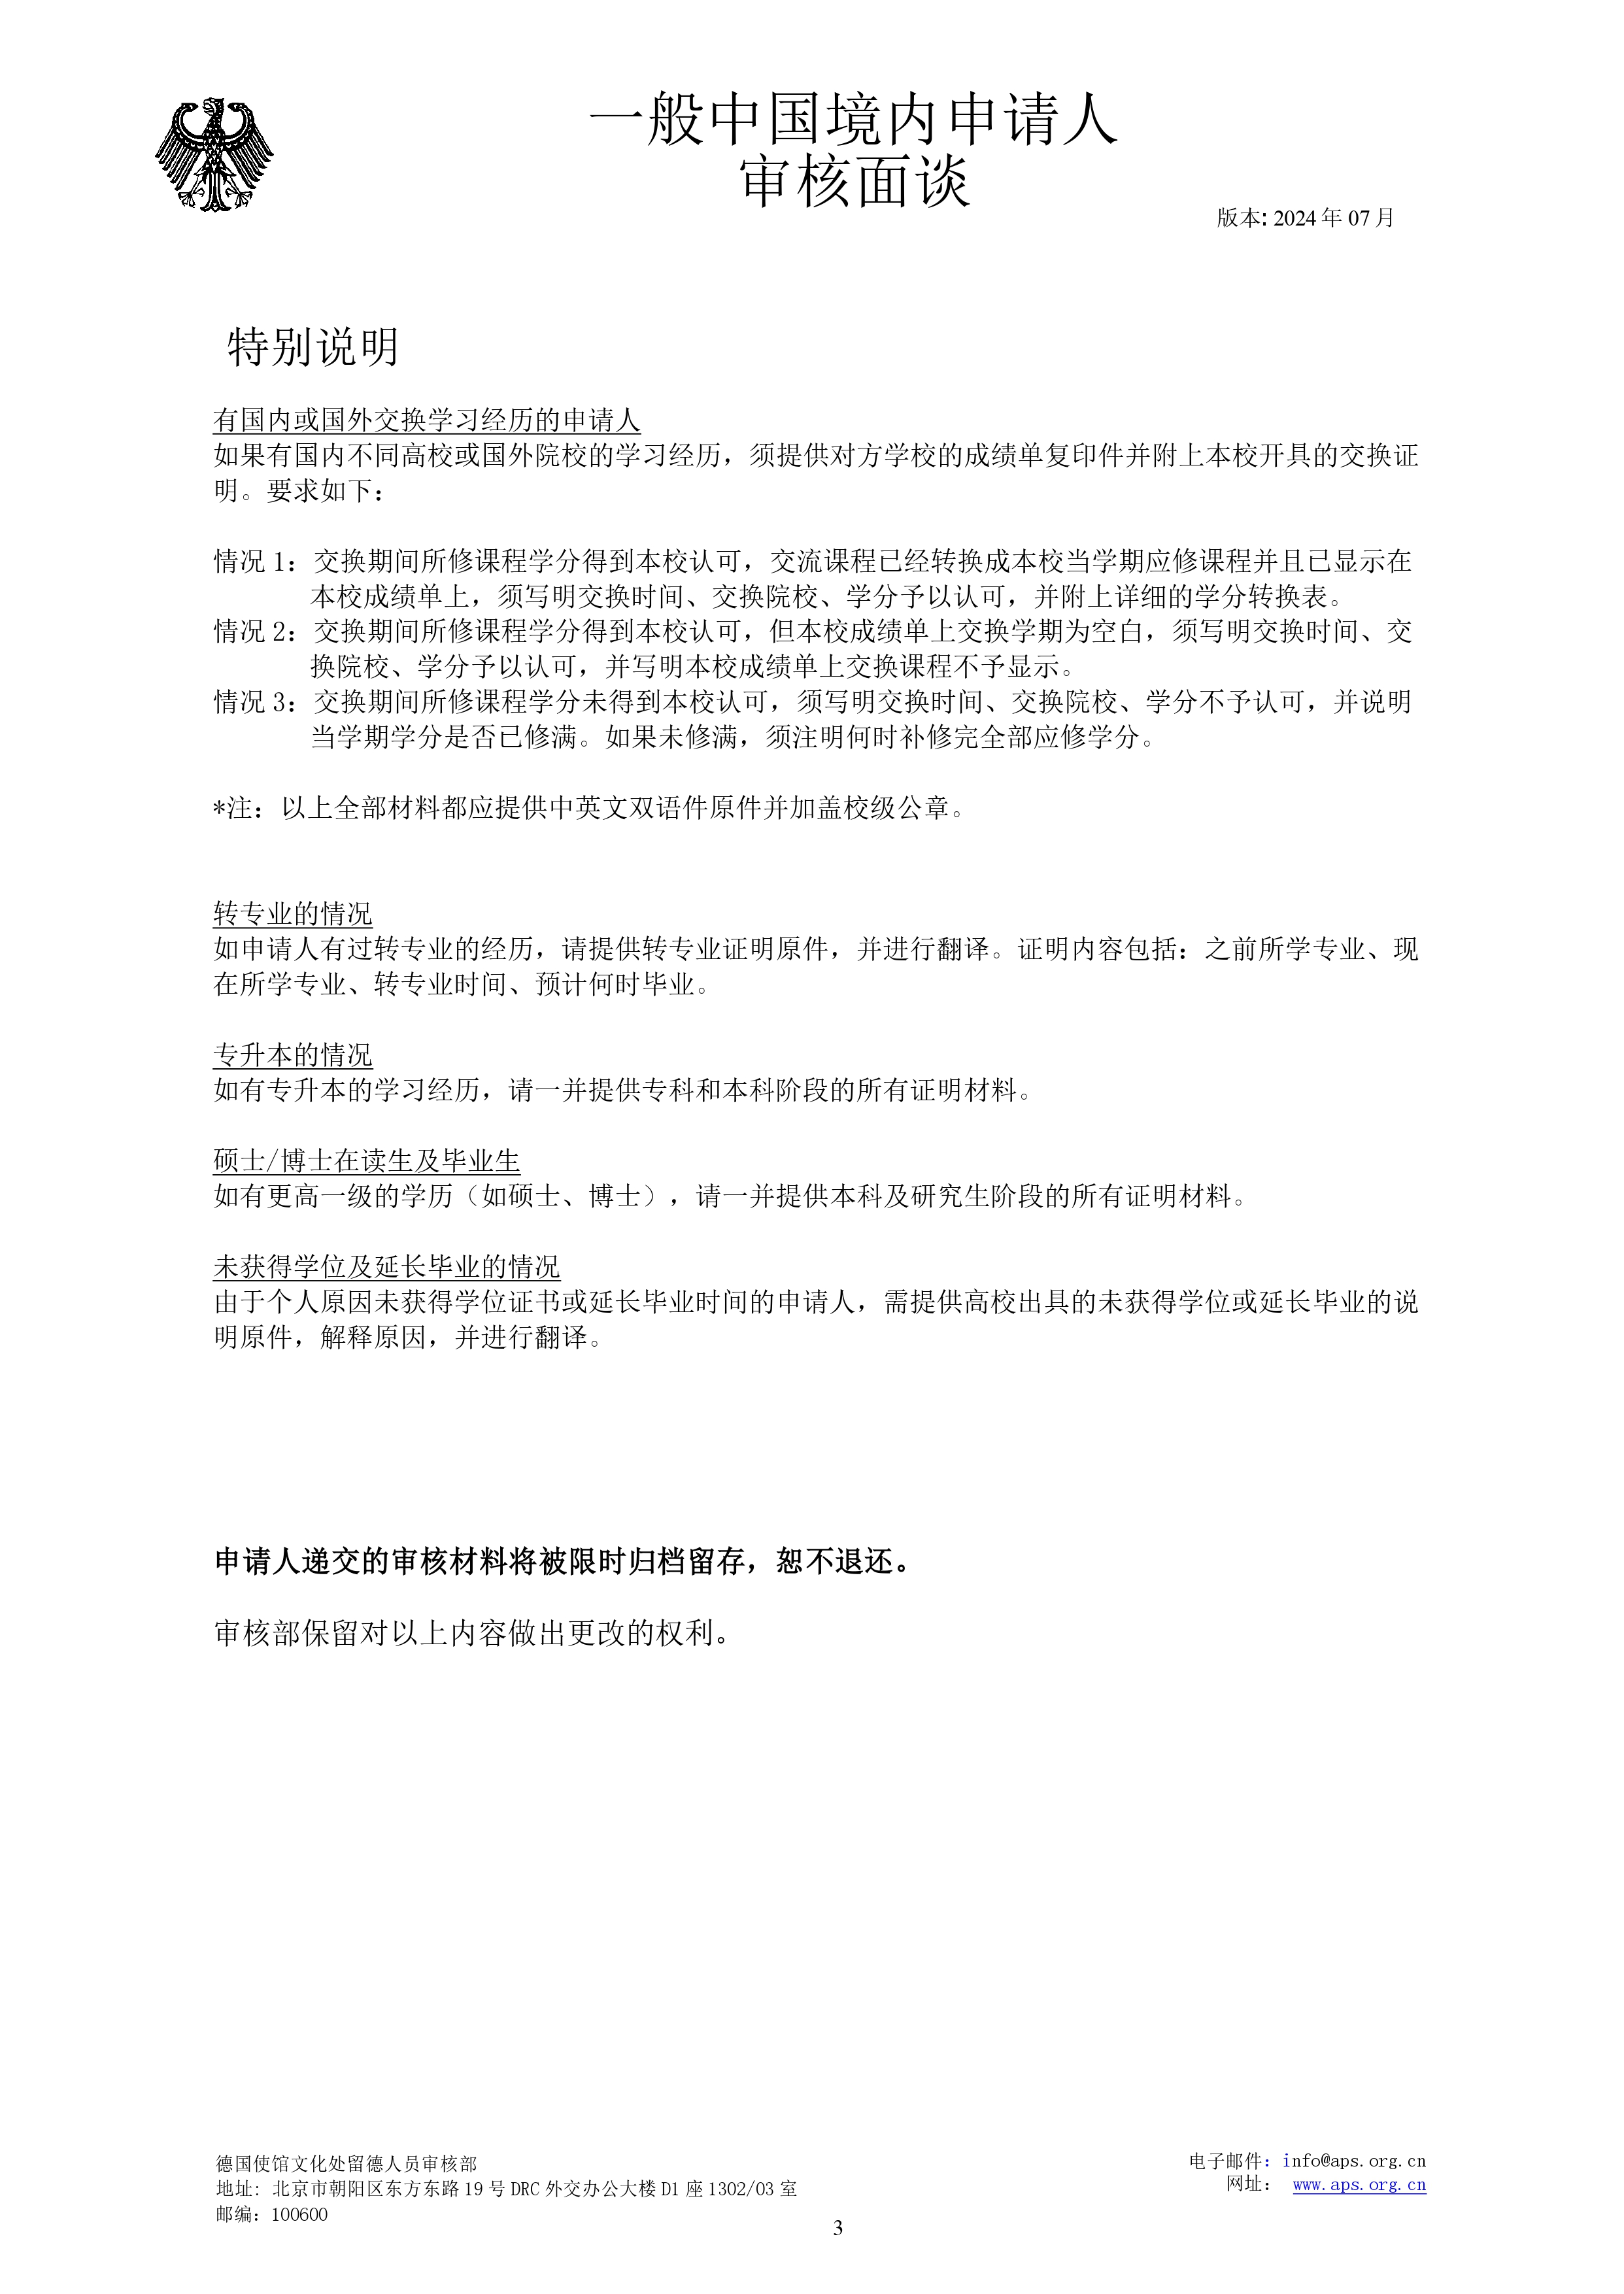 一般中国境内申请人
审核面谈
版本: 2024 年 07 月
特别说明
有国内或国外交换学习经历的申请人
如果有国内不同高校或国外院校的学习经历，须提供对方学校的成绩单复印件并附上本校开具的交换证
明。要求如下：
情况 1：交换期间所修课程学分得到本校认可，交流课程已经转换成本校当学期应修课程并且已显示在
本校成绩单上，须写明交换时间、交换院校、学分予以认可，并附上详细的学分转换表。
情况 2：交换期间所修课程学分得到本校认可，但本校成绩单上交换学期为空白，须写明交换时间、交
换院校、学分予以认可，并写明本校成绩单上交换课程不予显示。
情况 3：交换期间所修课程学分未得到本校认可，须写明交换时间、交换院校、学分不予认可，并说明
当学期学分是否已修满。如果未修满，须注明何时补修完全部应修学分。
*注：以上全部材料都应提供中英文双语件原件并加盖校级公章。
转专业的情况
如申请人有过转专业的经历，请提供转专业证明原件，并进行翻译。证明内容包括：之前所学专业、现
在所学专业、转专业时间、预计何时毕业。
专升本的情况
如有专升本的学习经历，请一并提供专科和本科阶段的所有证明材料。
硕士/博士在读生及毕业生
如有更高一级的学历（如硕士、博士），请一并提供本科及研究生阶段的所有证明材料。
未获得学位及延长毕业的情况
由于个人原因未获得学位证书或延长毕业时间的申请人，需提供高校出具的未获得学位或延长毕业的说
明原件，解释原因，并进行翻译。
申请人递交的审核材料将被限时归档留存，恕不退还。
审核部保留对以上内容做出更改的权利。
德国使馆文化处留德人员审核部
地址: 北京市朝阳区东方东路 19 号 DRC 外交办公大楼 D1 座 1302/03 室
邮编：100600
电子邮件：info@aps.org.cn
网址： www.aps.org.cn
3